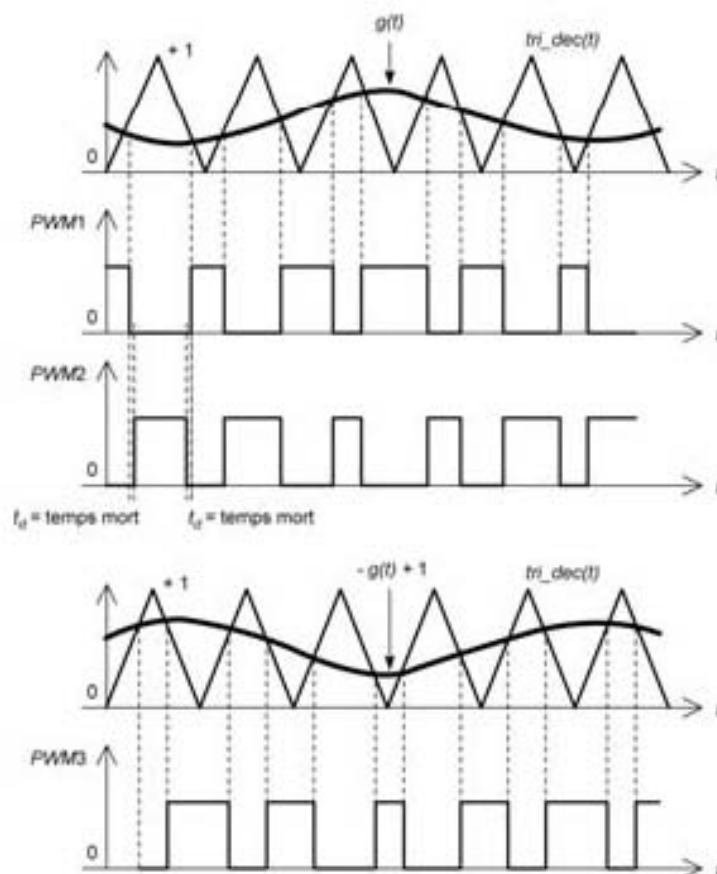 g(t)
+ 1
tri_dec(t)
0
t
PWM1
0
t
PWM2
0
t
t_d = temps mort
t_d = temps mort
- g(t) + 1
+ 1
tri_dec(t)
0
t
PWM3
0
t